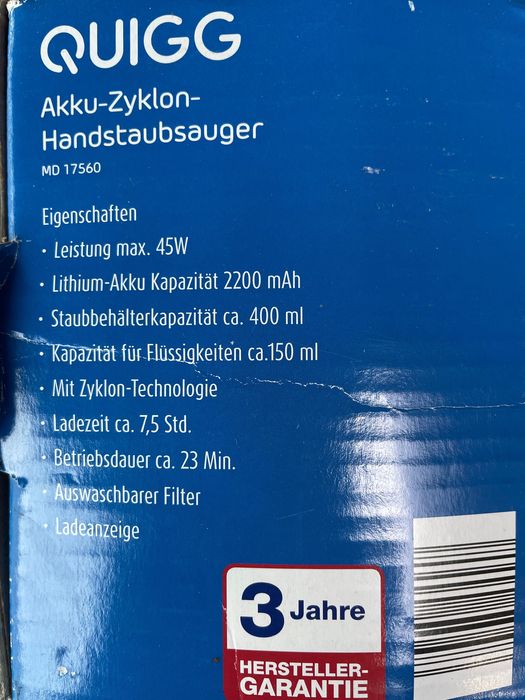 QUIGG
Akku-Zyklon-
Handstaubsauger
MD 17560
Eigenschaften
· Leistung max. 45W
· Lithium-Akku Kapazität 2200 mAh
· Staubbehälterkapazität ca. 400 ml
· Kapazität für Flüssigkeiten ca.150 ml
· Mit Zyklon-Technologie
· Ladezeit ca. 7,5 Std.
· Betriebsdauer ca. 23 Min.
· Auswaschbarer Filter
· Ladeanzeige
3 Jahre
HERSTELLER-
GARANTIE